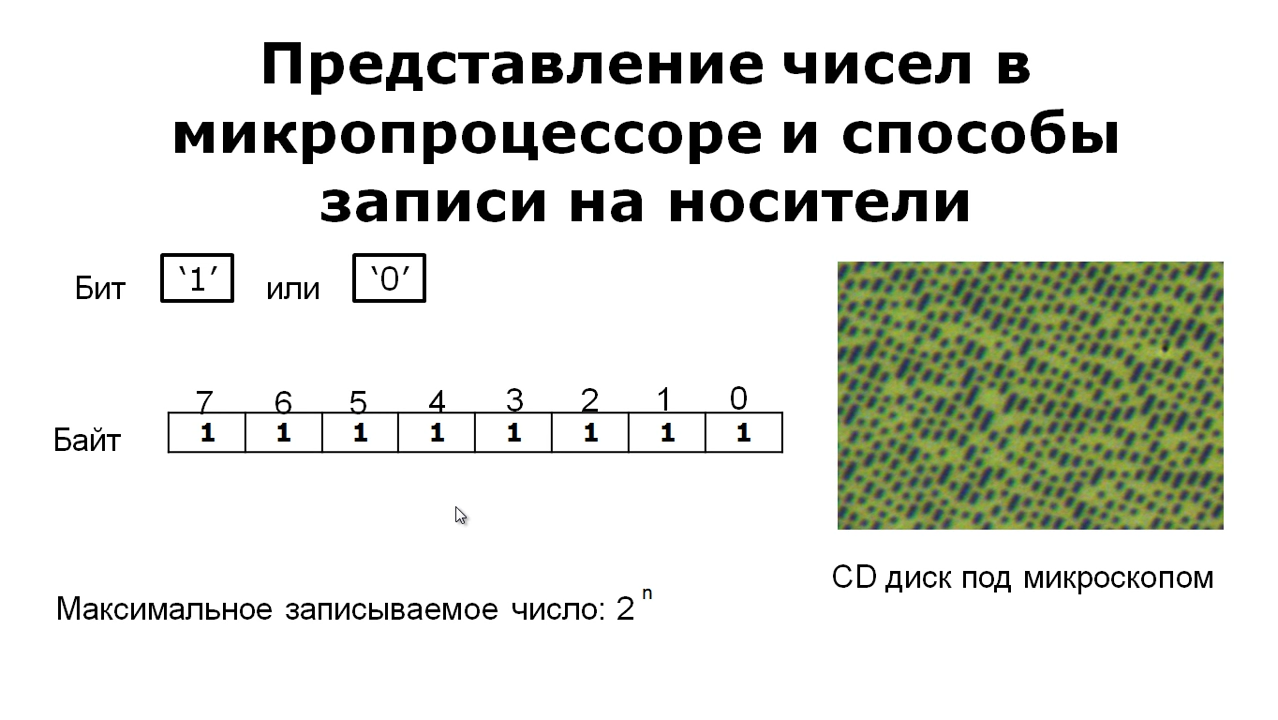 Представление чисел в
микропроцессоре и способы
записи на носители
Бит ‘1’ или ‘0’
7 6 5 4 3 2 1 0
Байт 1 1 1 1 1 1 1 1
CD диск под микроскопом
Максимальное записываемое число: 2ⁿ